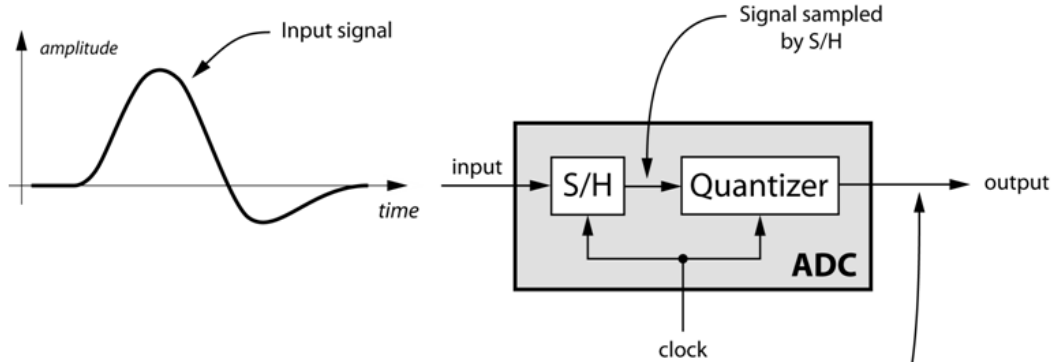 amplitude
Input signal
time
Signal sampled
by S/H
input
S/H
Quantizer
output
ADC
clock